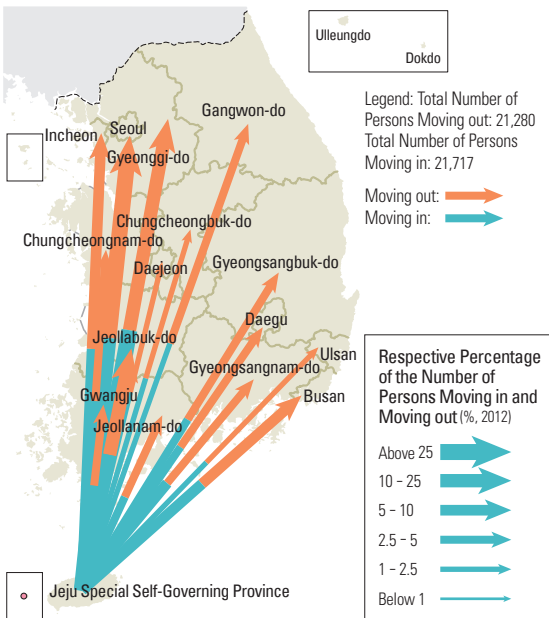 Ulleungdo
Dokdo
Legend: Total Number of
Persons Moving out: 21,280
Total Number of Persons
Moving in: 21,717
Moving out:
Moving in:
Gangwon-do
Seoul
Incheon
Gyeonggi-do
Chungcheongbuk-do
Chungcheongnam-do
Daejeon
Gyeongsangbuk-do
Daegu
Jeollabuk-do
Ulsan
Gyeongsangnam-do
Gwangju
Busan
Jeollanam-do
Jeju Special Self-Governing Province
Respective Percentage
of the Number of
Persons Moving in and
Moving out (%, 2012)
Above 25
10 – 25
5 – 10
2.5 – 5
1 – 2.5
Below 1